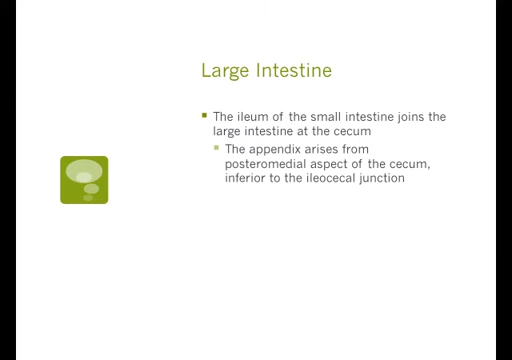 Large Intestine
The ileum of the small intestine joins the
large intestine at the cecum
The appendix arises from
posteromedial aspect of the cecum,
inferior to the ileocecal junction